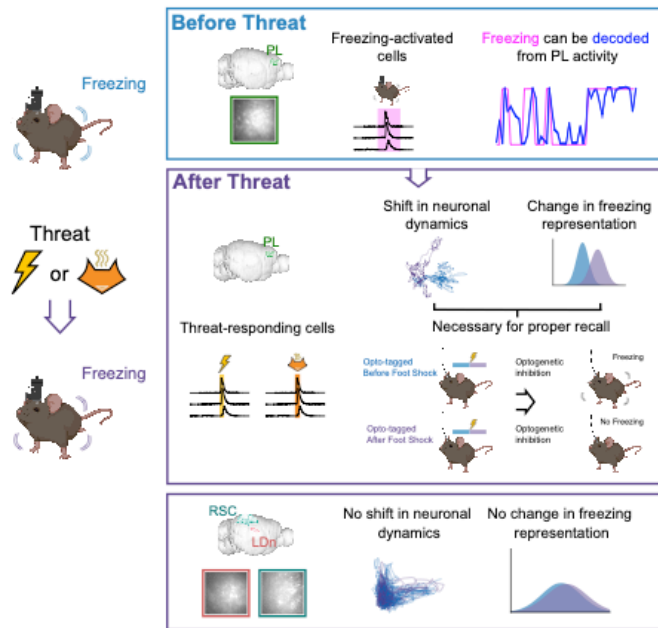 Before Threat
PL
Freezing-activated
cells
Freezing can be decoded
from PL activity
Freezing
After Threat
PL
Shift in neuronal
dynamics
Change in freezing
representation
Threat
or
Necessary for proper recall
Threat-responding cells
Freezing
Opto-tagged
Before Foot Shock
Optogenetic
inhibition
Freezing
Opto-tagged
After Foot Shock
Optogenetic
inhibition
No Freezing
RSC
LDn
No shift in neuronal
dynamics
No change in freezing
representation